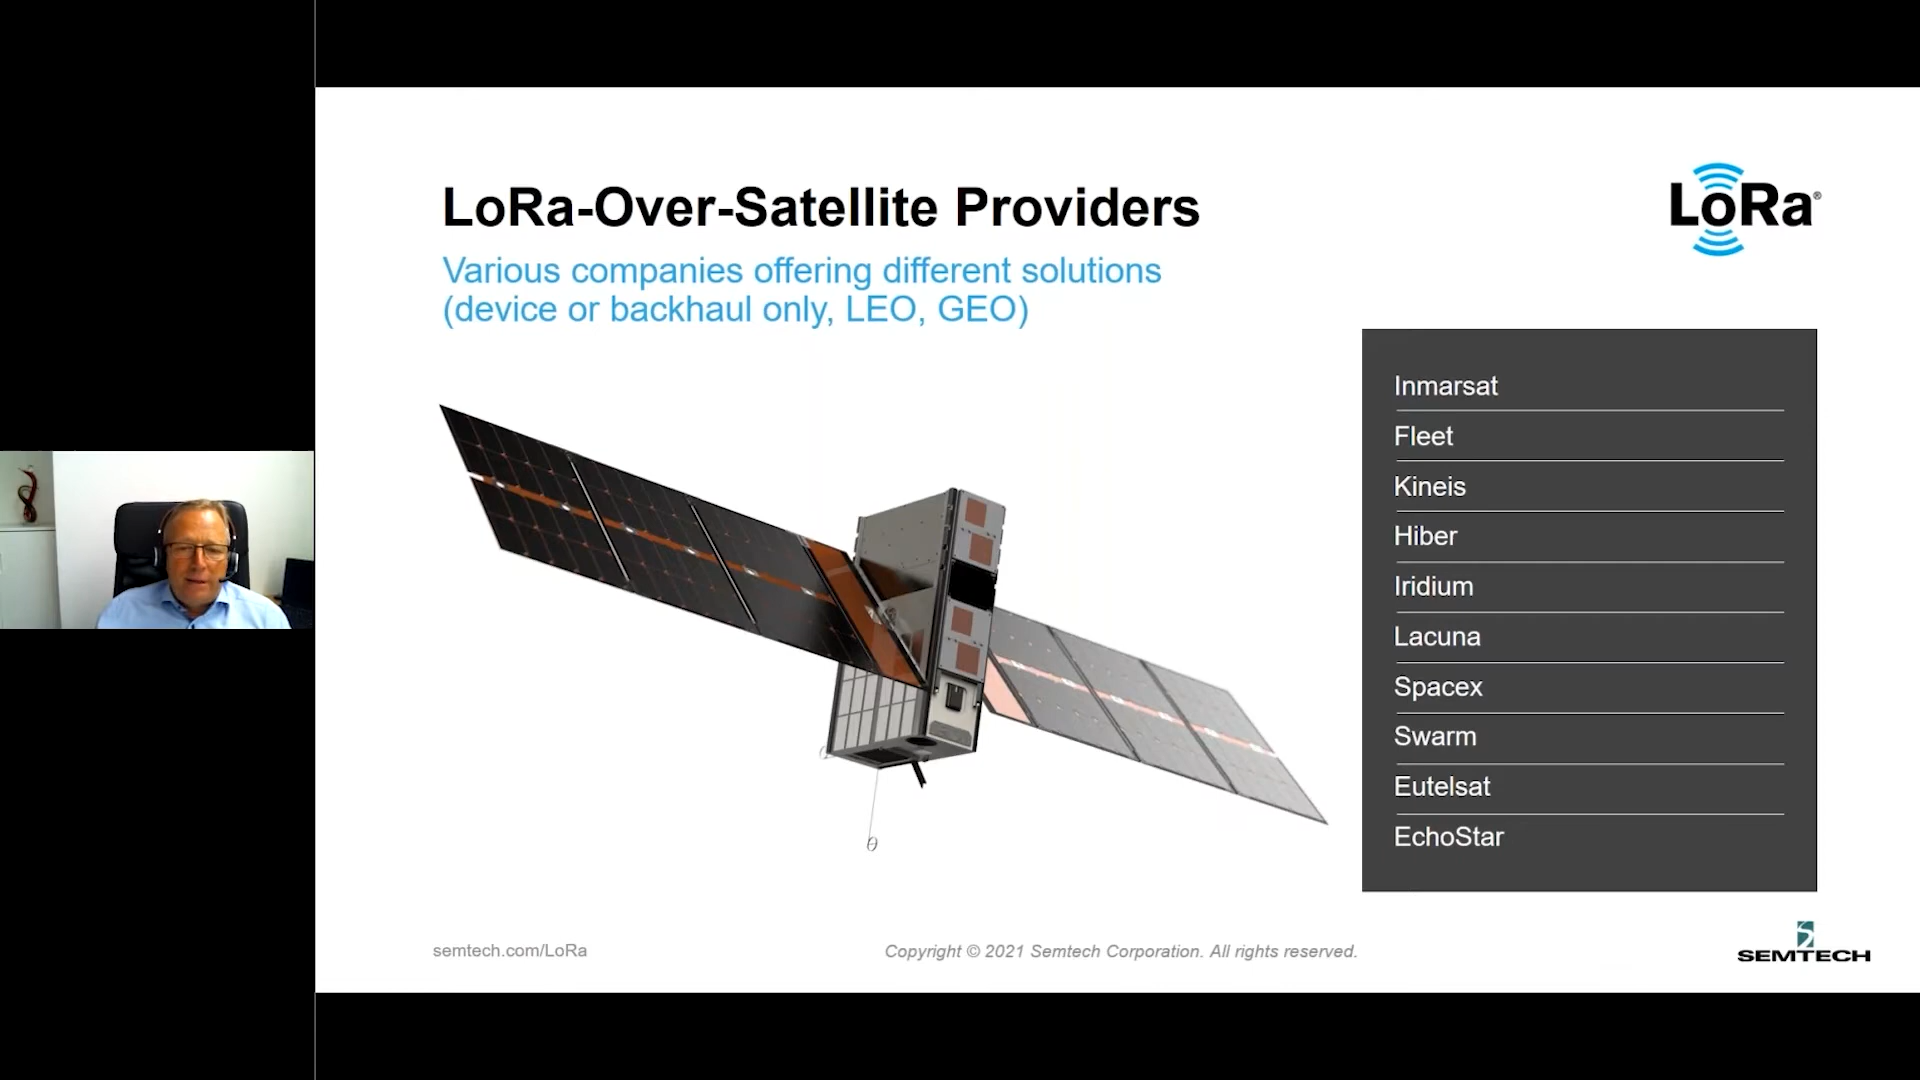 LoRa-Over-Satellite Providers
Various companies offering different solutions
(device or backhaul only, LEO, GEO)
LoRa®
Inmarsat
Fleet
Kineis
Hiber
Iridium
Lacuna
Spacex
Swarm
Eutelsat
EchoStar
semtech.com/LoRa
Copyright © 2021 Semtech Corporation. All rights reserved.
SEMTECH